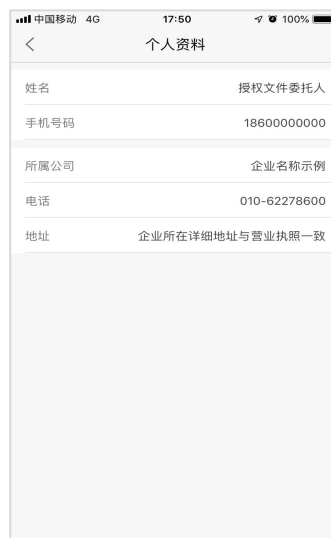 中国移动 4G 17:50 100%
个人资料
姓名 授权文件委托人
手机号码 18600000000
所属公司 企业名称示例
电话 010-62278600
地址 企业所在详细地址与营业执照一致